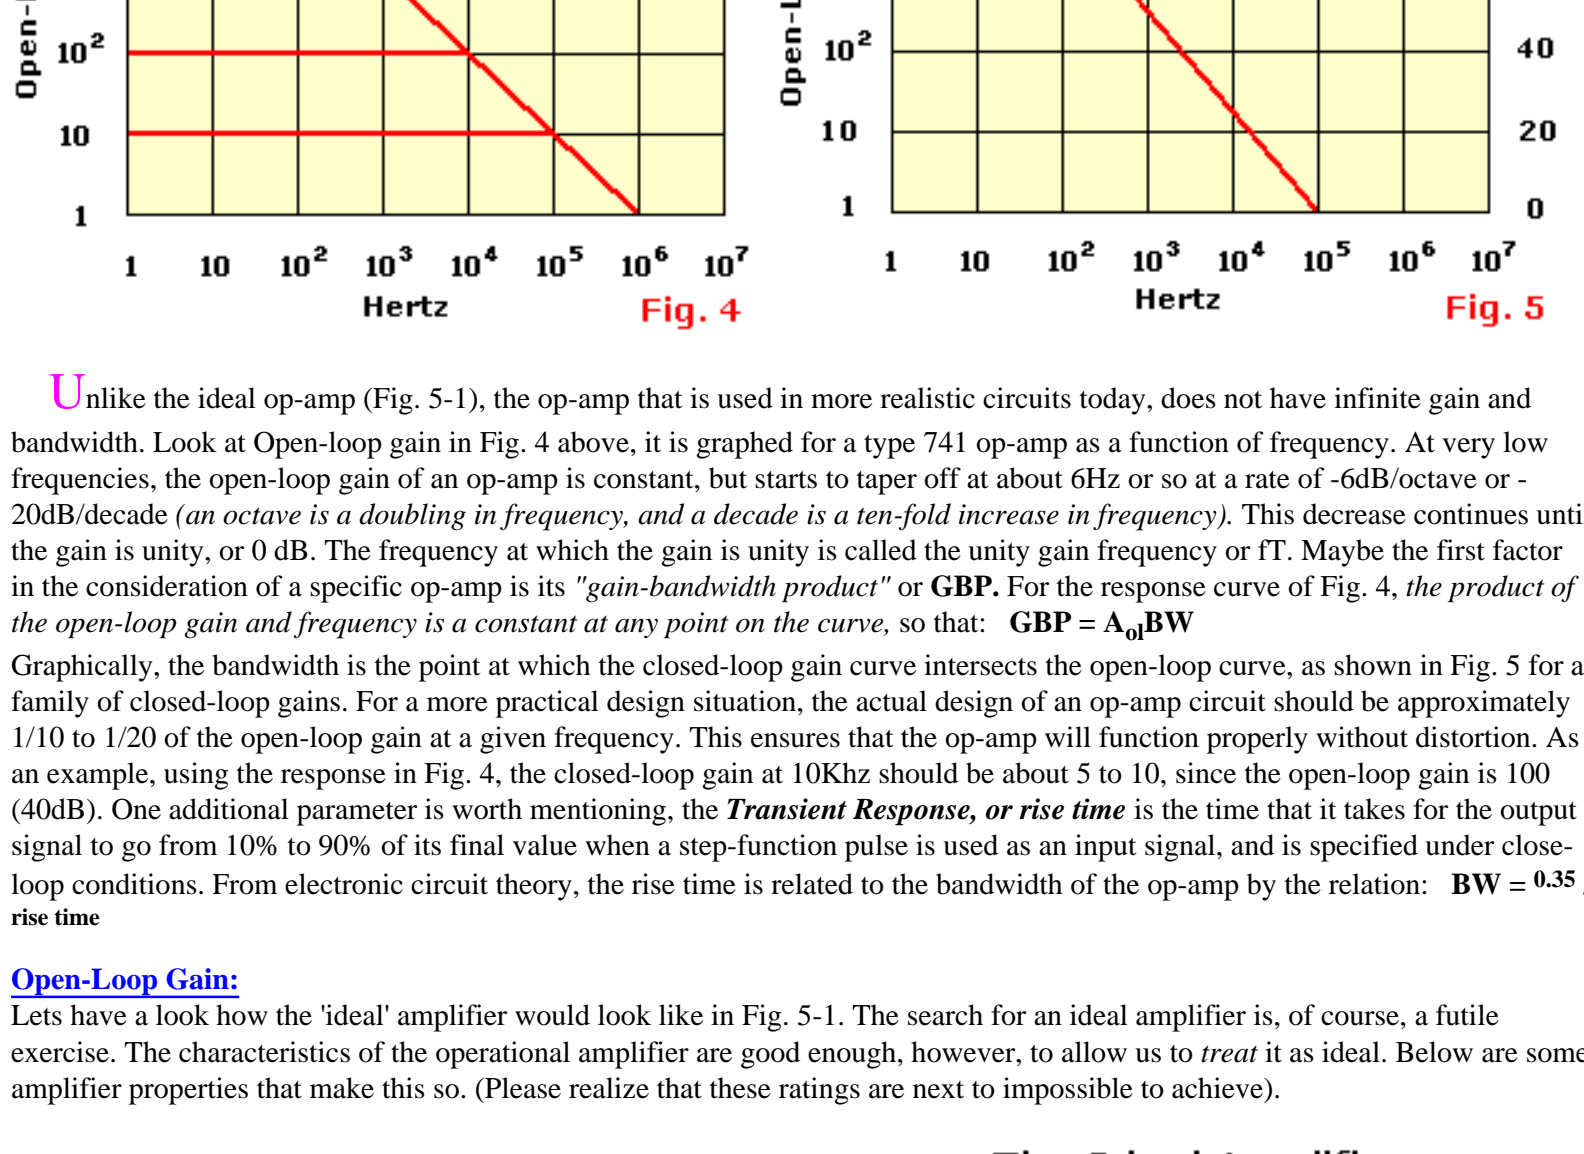 Open-L
10²
10
1
1 10 10² 10³ 10⁴ 10⁵ 10⁶ 10⁷
Hertz
Fig. 4
Open-L
10²
10
1
40
20
0
1 10 10² 10³ 10⁴ 10⁵ 10⁶ 10⁷
Hertz
Fig. 5
Unlike the ideal op-amp (Fig. 5-1), the op-amp that is used in more realistic circuits today, does not have infinite gain and
bandwidth. Look at Open-loop gain in Fig. 4 above, it is graphed for a type 741 op-amp as a function of frequency. At very low
frequencies, the open-loop gain of an op-amp is constant, but starts to taper off at about 6Hz or so at a rate of -6dB/octave or -
20dB/decade (an octave is a doubling in frequency, and a decade is a ten-fold increase in frequency). This decrease continues unti
the gain is unity, or 0 dB. The frequency at which the gain is unity is called the unity gain frequency or fT. Maybe the first factor
in the consideration of a specific op-amp is its "gain-bandwidth product" or GBP. For the response curve of Fig. 4, the product of
the open-loop gain and frequency is a constant at any point on the curve, so that: GBP = AolBW
Graphically, the bandwidth is the point at which the closed-loop gain curve intersects the open-loop curve, as shown in Fig. 5 for a
family of closed-loop gains. For a more practical design situation, the actual design of an op-amp circuit should be approximately
1/10 to 1/20 of the open-loop gain at a given frequency. This ensures that the op-amp will function properly without distortion. As
an example, using the response in Fig. 4, the closed-loop gain at 10Khz should be about 5 to 10, since the open-loop gain is 100
(40dB). One additional parameter is worth mentioning, the Transient Response, or rise time is the time that it takes for the output
signal to go from 10% to 90% of its final value when a step-function pulse is used as an input signal, and is specified under close-
loop conditions. From electronic circuit theory, the rise time is related to the bandwidth of the op-amp by the relation: BW = 0.35
rise time
Open-Loop Gain:
Lets have a look how the 'ideal' amplifier would look like in Fig. 5-1. The search for an ideal amplifier is, of course, a futile
exercise. The characteristics of the operational amplifier are good enough, however, to allow us to treat it as ideal. Below are some
amplifier properties that make this so. (Please realize that these ratings are next to impossible to achieve).